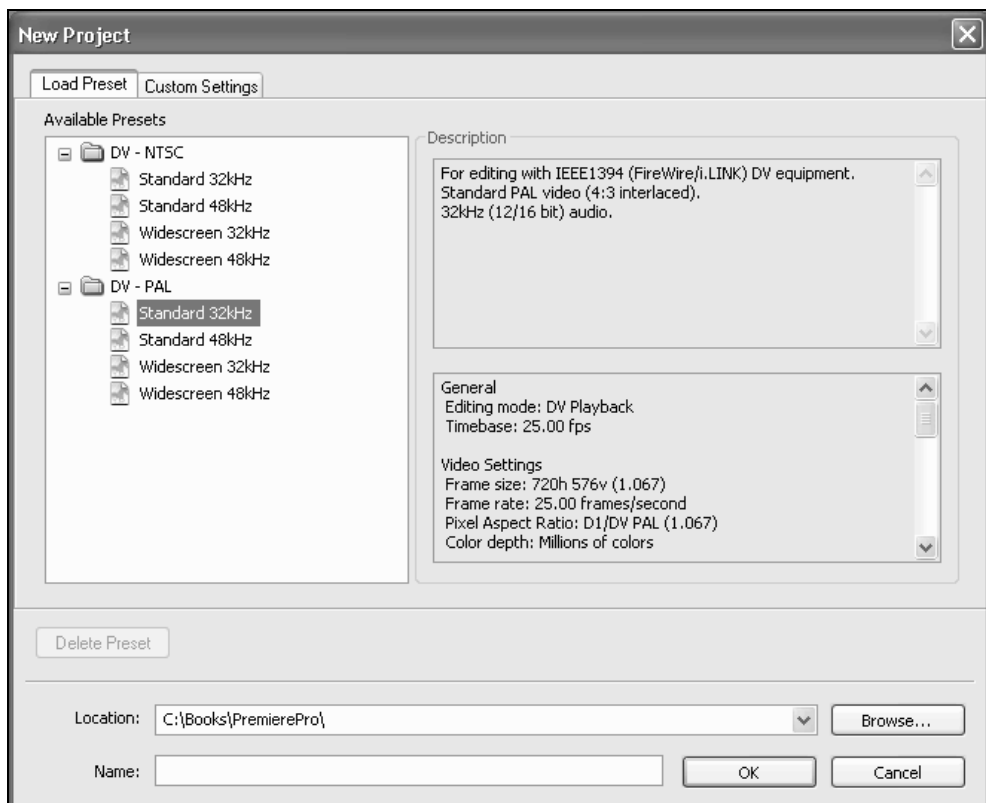 New Project
Load Preset
Custom Settings
Available Presets
DV - NTSC
Standard 32kHz
Standard 48kHz
Widescreen 32kHz
Widescreen 48kHz
DV - PAL
Standard 32kHz
Standard 48kHz
Widescreen 32kHz
Widescreen 48kHz
Description
For editing with IEEE1394 (FireWire/i.LINK) DV equipment.
Standard PAL video (4:3 interlaced).
32kHz (12/16 bit) audio.
General
Editing mode: DV Playback
Timebase: 25.00 fps
Video Settings
Frame size: 720h 576v (1.067)
Frame rate: 25.00 frames/second
Pixel Aspect Ratio: D1/DV PAL (1.067)
Color depth: Millions of colors
Delete Preset
Location:
C:\Books\PremierePro\
Browse...
Name:
OK
Cancel